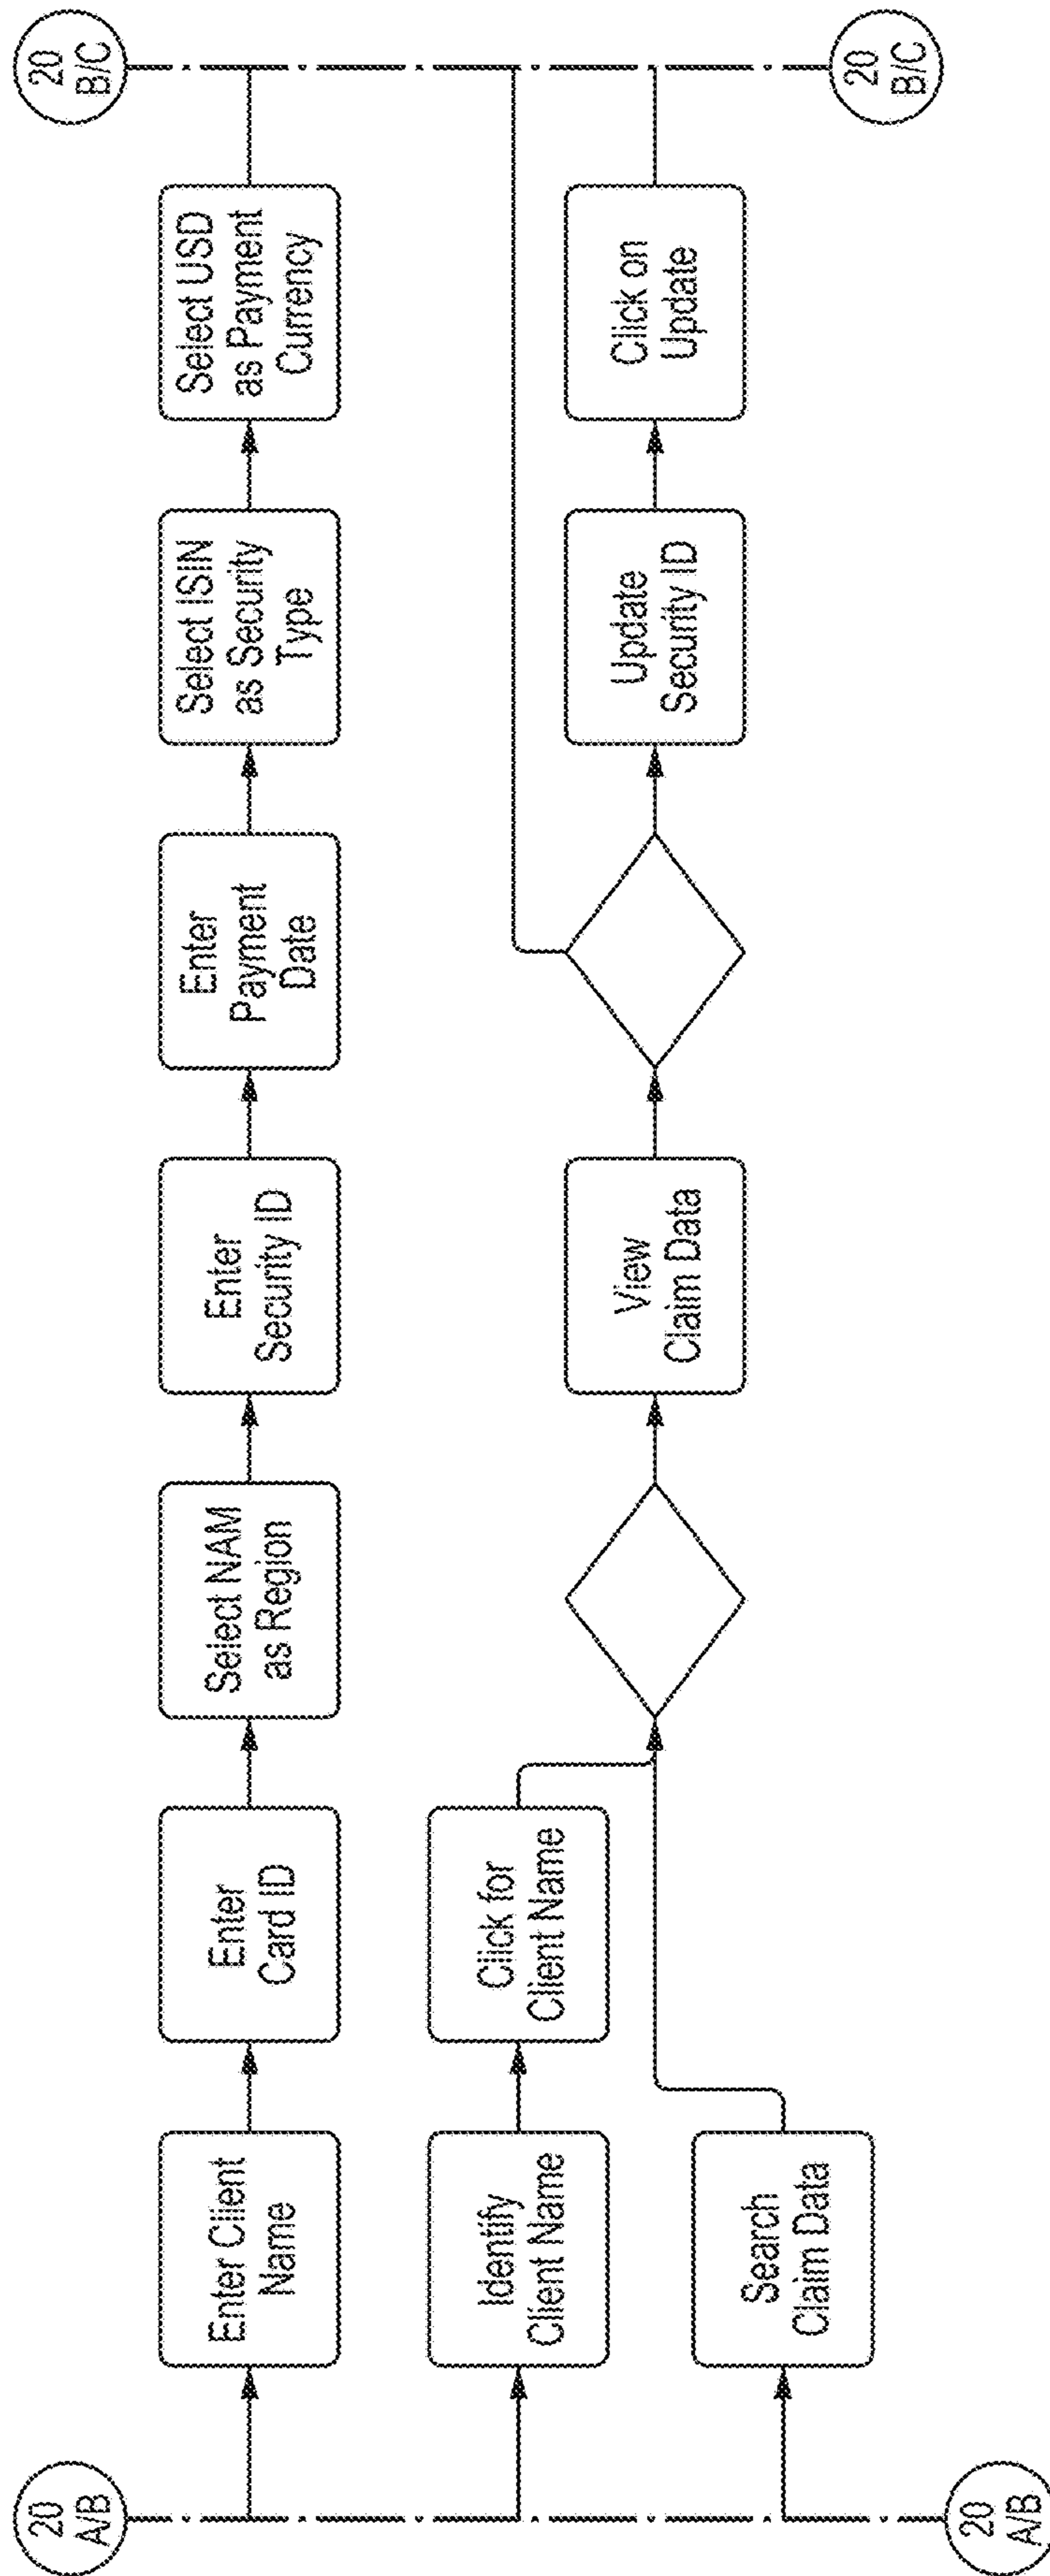 20
A/B
20
B/C
Enter Client
Name
Enter
Card ID
Select NAM
as Region
Enter
Security ID
Enter
Payment
Date
Select ISIN
as Security
Type
Select USD
as Payment
Currency
Identify
Client Name
Click for
Client Name
View
Claim Data
Update
Security ID
Click on
Update
Search
Claim Data
20
A/B
20
B/C